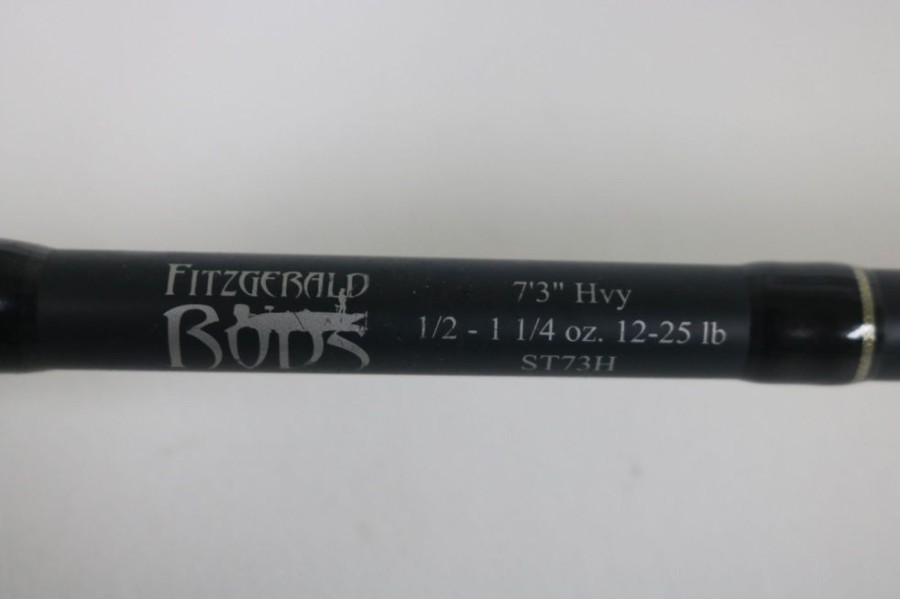 FITZGERALD
RODS
7'3" Hvy
1/2 - 1 1/4 oz. 12-25 lb
ST73H